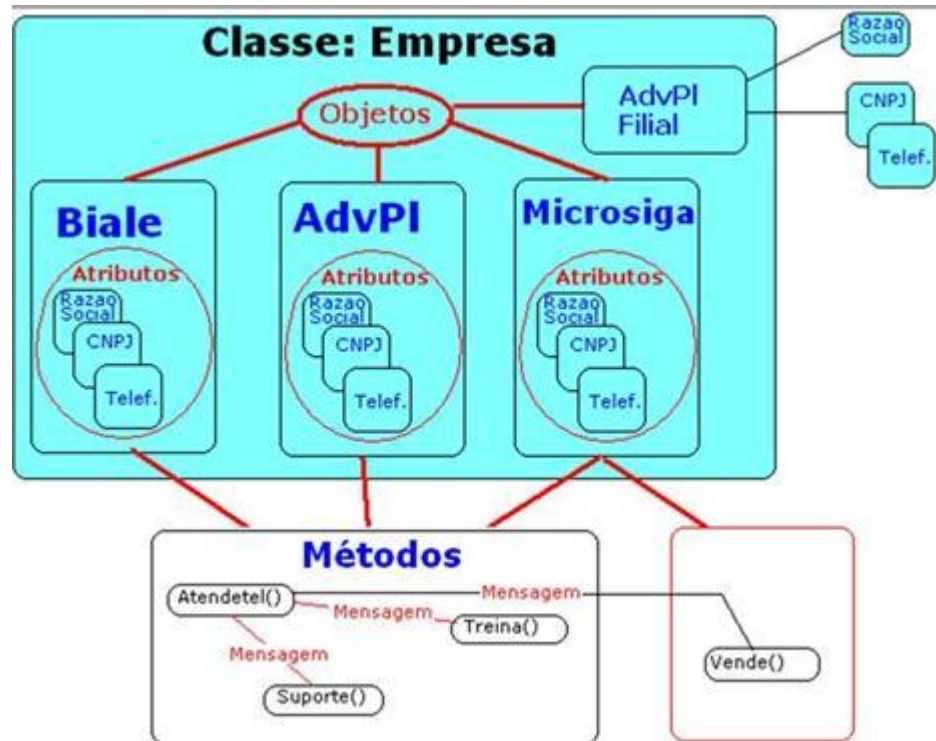 Classe: Empresa
Razao
Social
Objetos
AdvPl
Filial
CNPJ
Telef.
Biale
Atributos
Razao
Social
CNPJ
Telef.
AdvPl
Atributos
Razao
Social
CNPJ
Telef.
Microsiga
Atributos
Razao
Social
CNPJ
Telef.
Métodos
Atendetel()
Mensagem
Mensagem
Treina()
Mensagem
Suporte()
Vende()